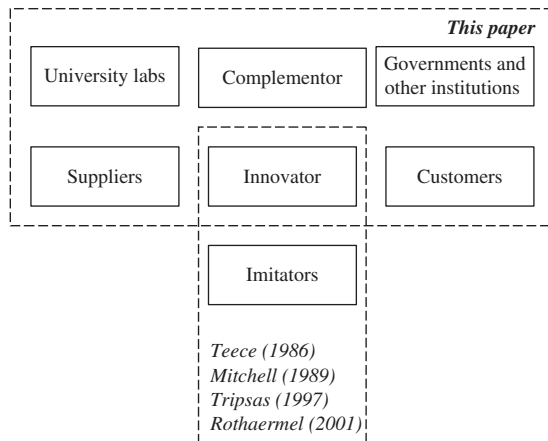 This paper
University labs
Complementor
Governments and
other institutions
Suppliers
Innovator
Customers
Imitators
Teece (1986)
Mitchell (1989)
Tripsas (1997)
Rothaermel (2001)